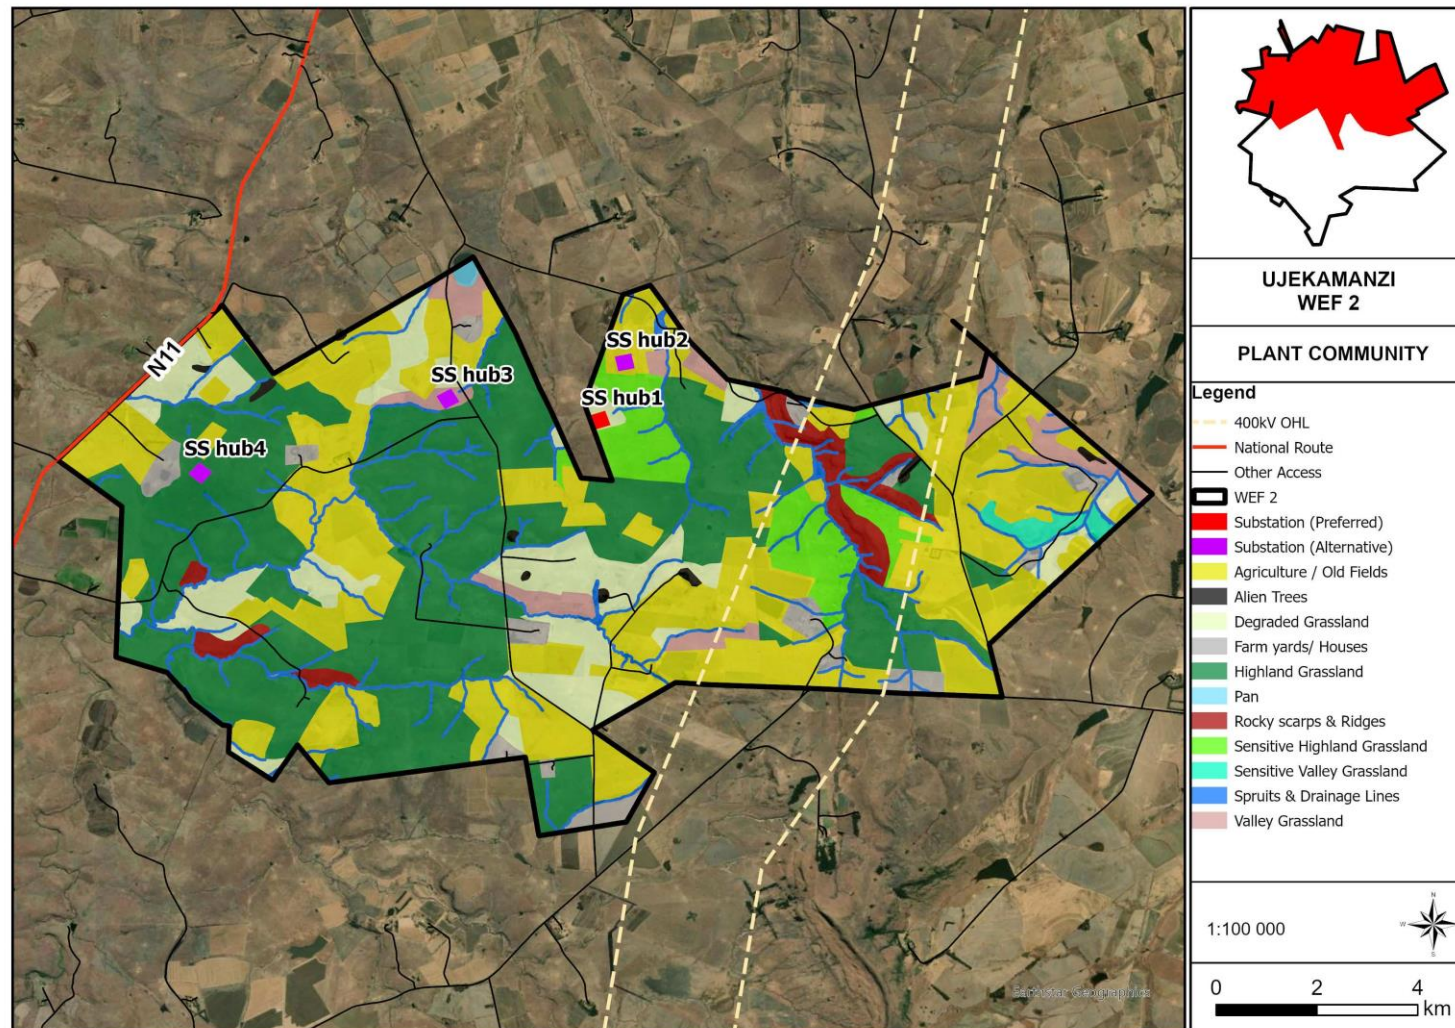 N11
SS hub2
SS hub3
SS hub1
SS hub4
Earthstar Geographics
UJEKAMANZI
WEF 2
PLANT COMMUNITY
Legend
400kV OHL
National Route
Other Access
WEF 2
Substation (Preferred)
Substation (Alternative)
Agriculture / Old Fields
Alien Trees
Degraded Grassland
Farm yards/ Houses
Highland Grassland
Pan
Rocky scarps & Ridges
Sensitive Highland Grassland
Sensitive Valley Grassland
Spruits & Drainage Lines
Valley Grassland
1:100 000
N
W
S
0 2 4
km